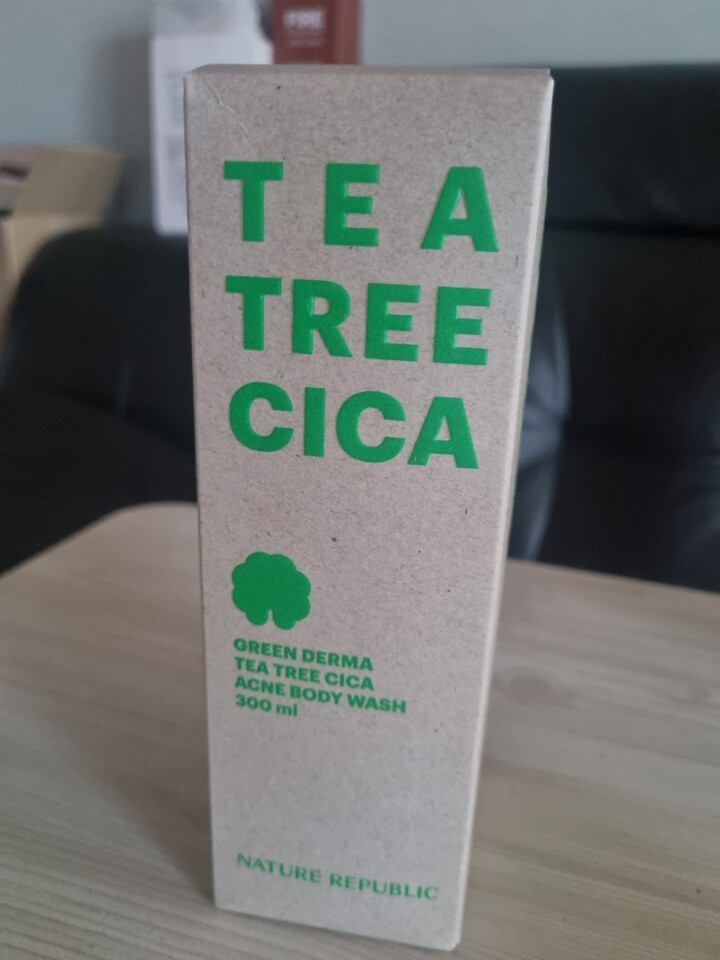 TEA
TREE
CICA
GREEN DERMA
TEA TREE CICA
ACNE BODY WASH
300 ml
NATURE REPUBLIC